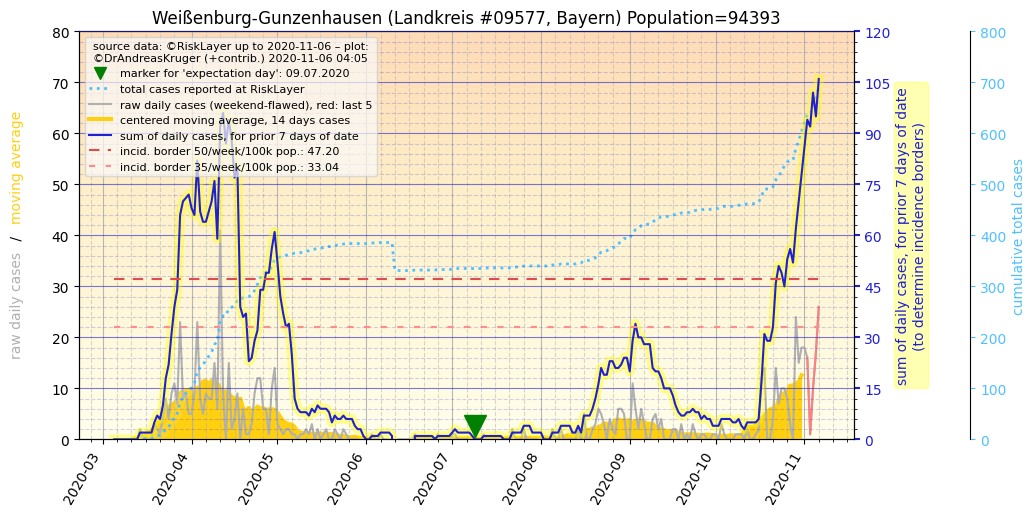 Weißenburg-Gunzenhausen (Landkreis #09577, Bayern) Population=94393
source data: ©RiskLayer up to 2020-11-06 – plot:
©DrAndreasKruger (+contrib.) 2020-11-06 04:05
marker for 'expectation day': 09.07.2020
total cases reported at RiskLayer
raw daily cases (weekend-flawed), red: last 5
centered moving average, 14 days cases
sum of daily cases, for prior 7 days of date
incid. border 50/week/100k pop.: 47.20
incid. border 35/week/100k pop.: 33.04
raw daily cases / moving average
80
70
60
50
40
30
20
10
0
120
105
90
75
60
45
30
15
0
sum of daily cases, for prior 7 days of date
(to determine incidence borders)
800
700
600
500
400
300
200
100
0
cumulative total cases
2020-03
2020-04
2020-05
2020-06
2020-07
2020-08
2020-09
2020-10
2020-11